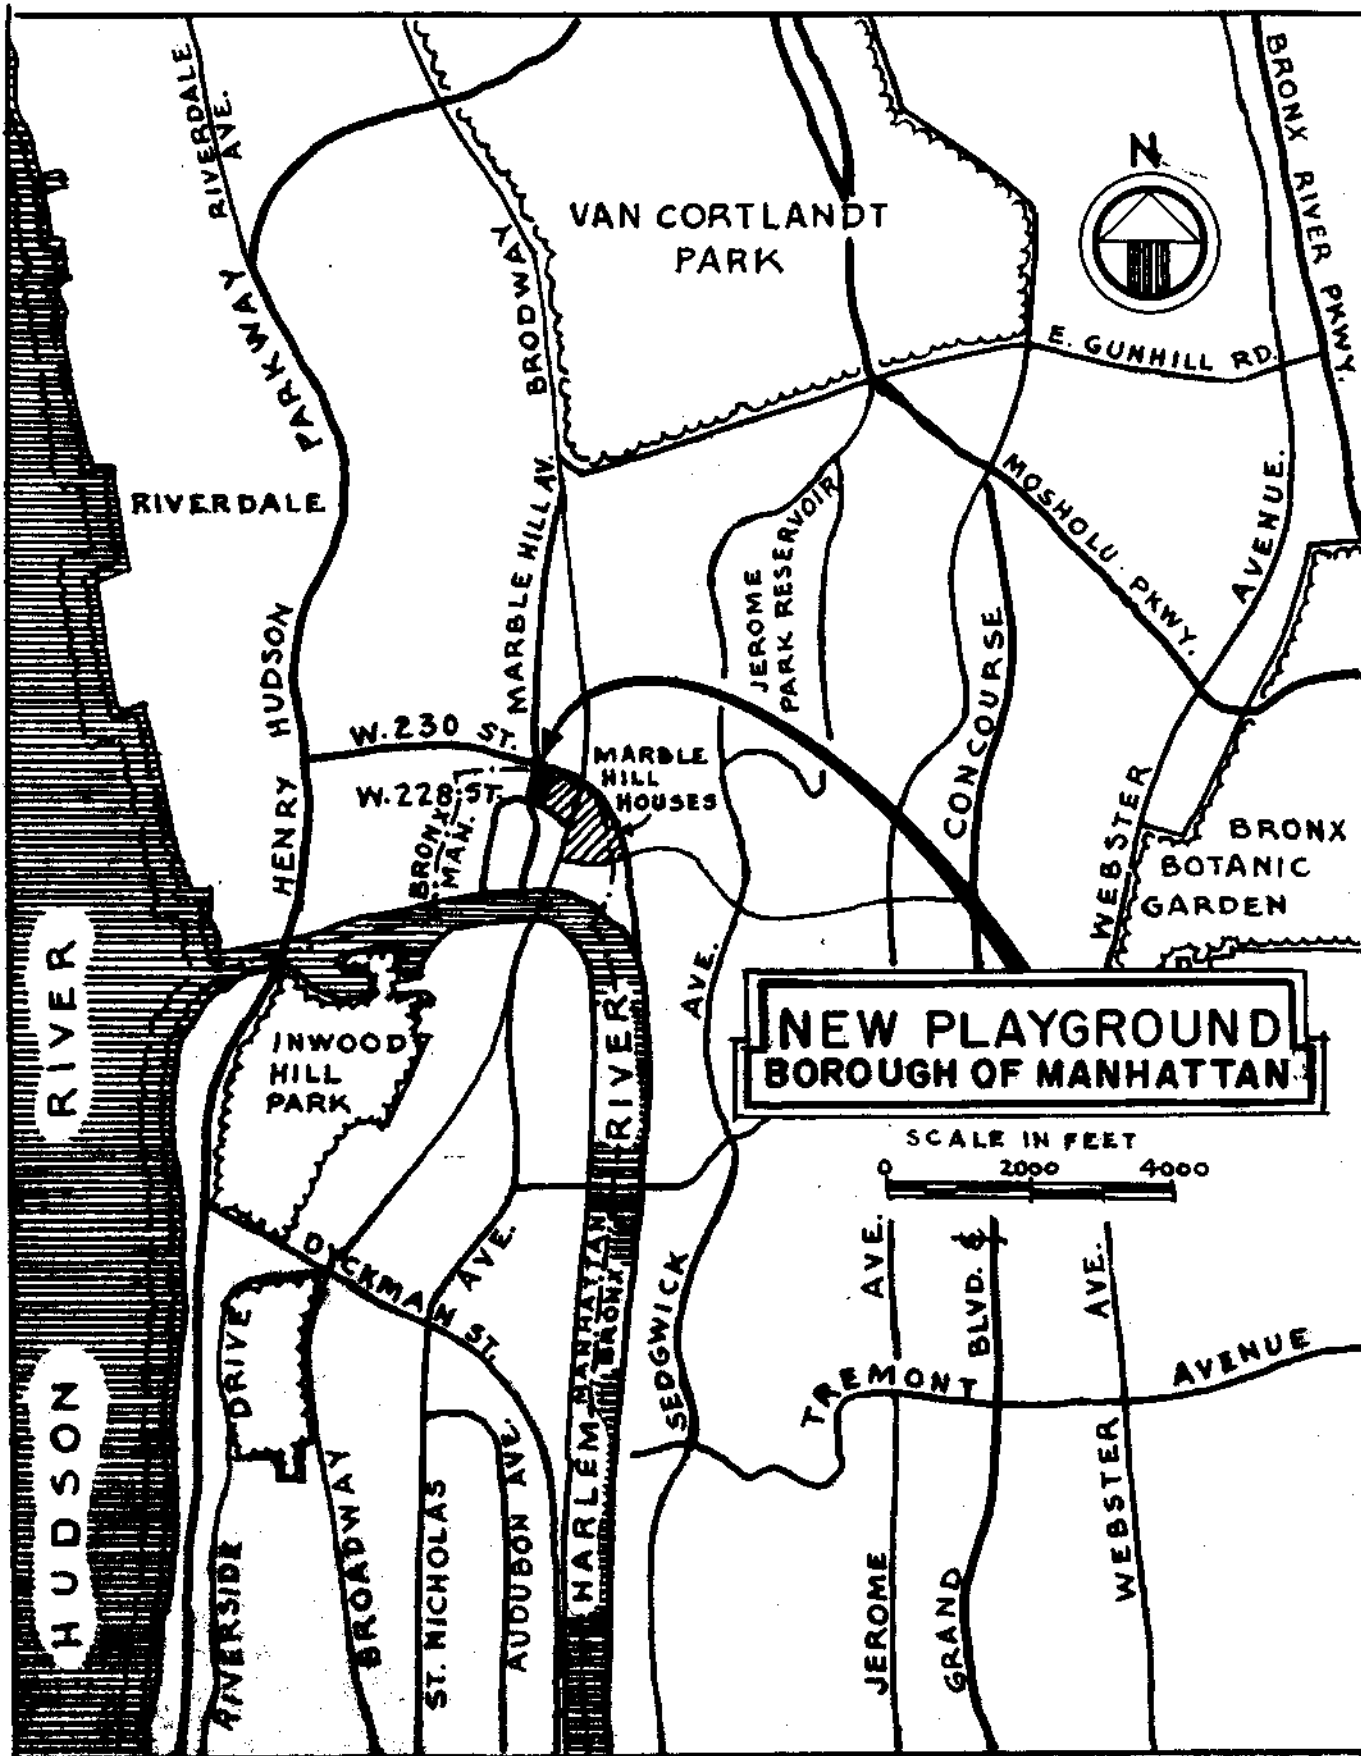 RIVERDALE
AVE.
BRONX RIVER PKWY.
N
VAN CORTLANDT
PARK
BRODWAY
E. GUNHILL RD.
HENRY HUDSON PARKWAY
RIVERDALE
MARBLE HILL AV.
JEROME
PARK RESERVOIR
MOSHOLU PKWY.
WEBSTER AVENUE.
CONCOURSE
W. 230 ST.
MARBLE
HILL
HOUSES
W. 228 ST.
BRONX
MAN.
BRONX
BOTANIC
GARDEN
HUDSON RIVER
INWOOD
HILL
PARK
NEW PLAYGROUND
BOROUGH OF MANHATTAN
SCALE IN FEET
0 2000 4000
DYCKMAN ST.
HARLEM RIVER
MANHATTAN
BRONX
SEDGWICK AVE.
TREMONT AVENUE
RIVERSIDE DRIVE
BROADWAY
ST. NICHOLAS AVE.
AUDUBON AVE.
JEROME AVE.
GRAND BLVD. &
WEBSTER AVE.